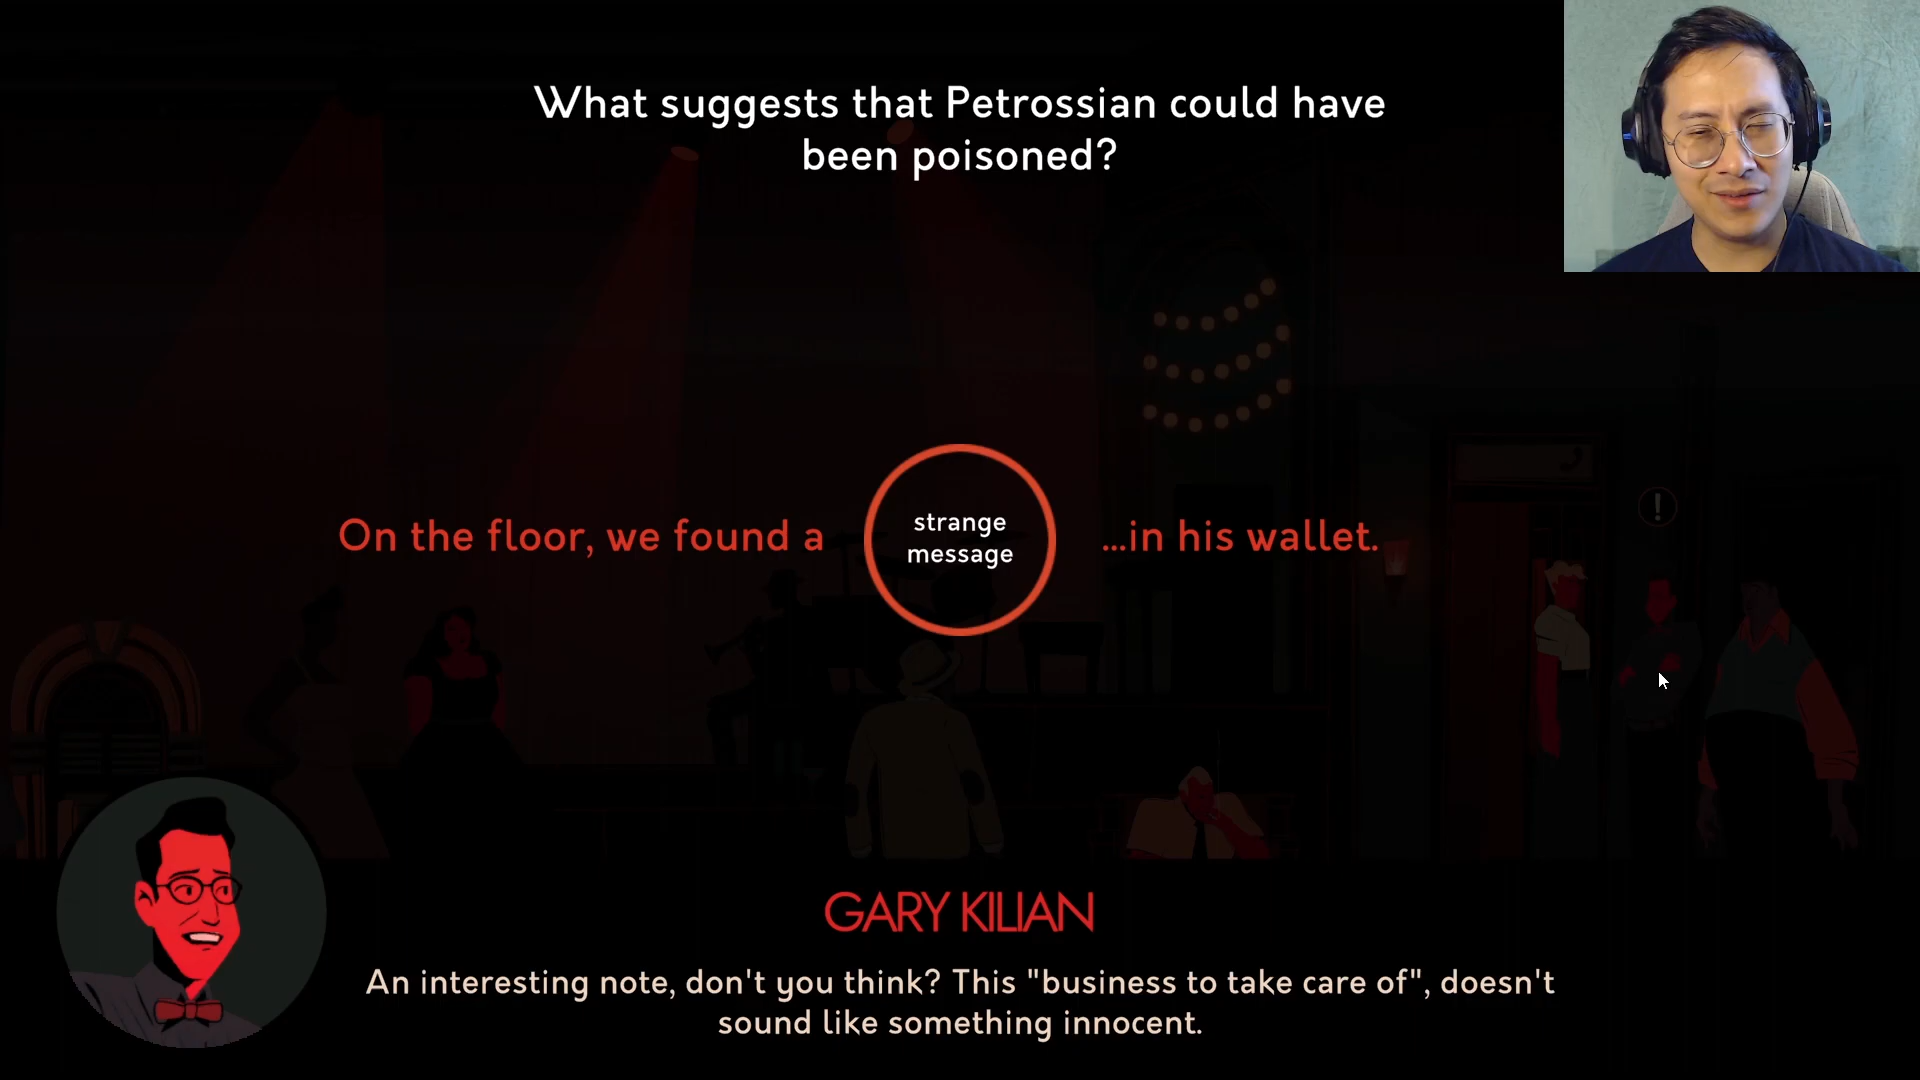 What suggests that Petrossian could have
been poisoned?
On the floor, we found a
strange
message
...in his wallet.
!
GARY KILIAN
An interesting note, don't you think? This "business to take care of", doesn't
sound like something innocent.